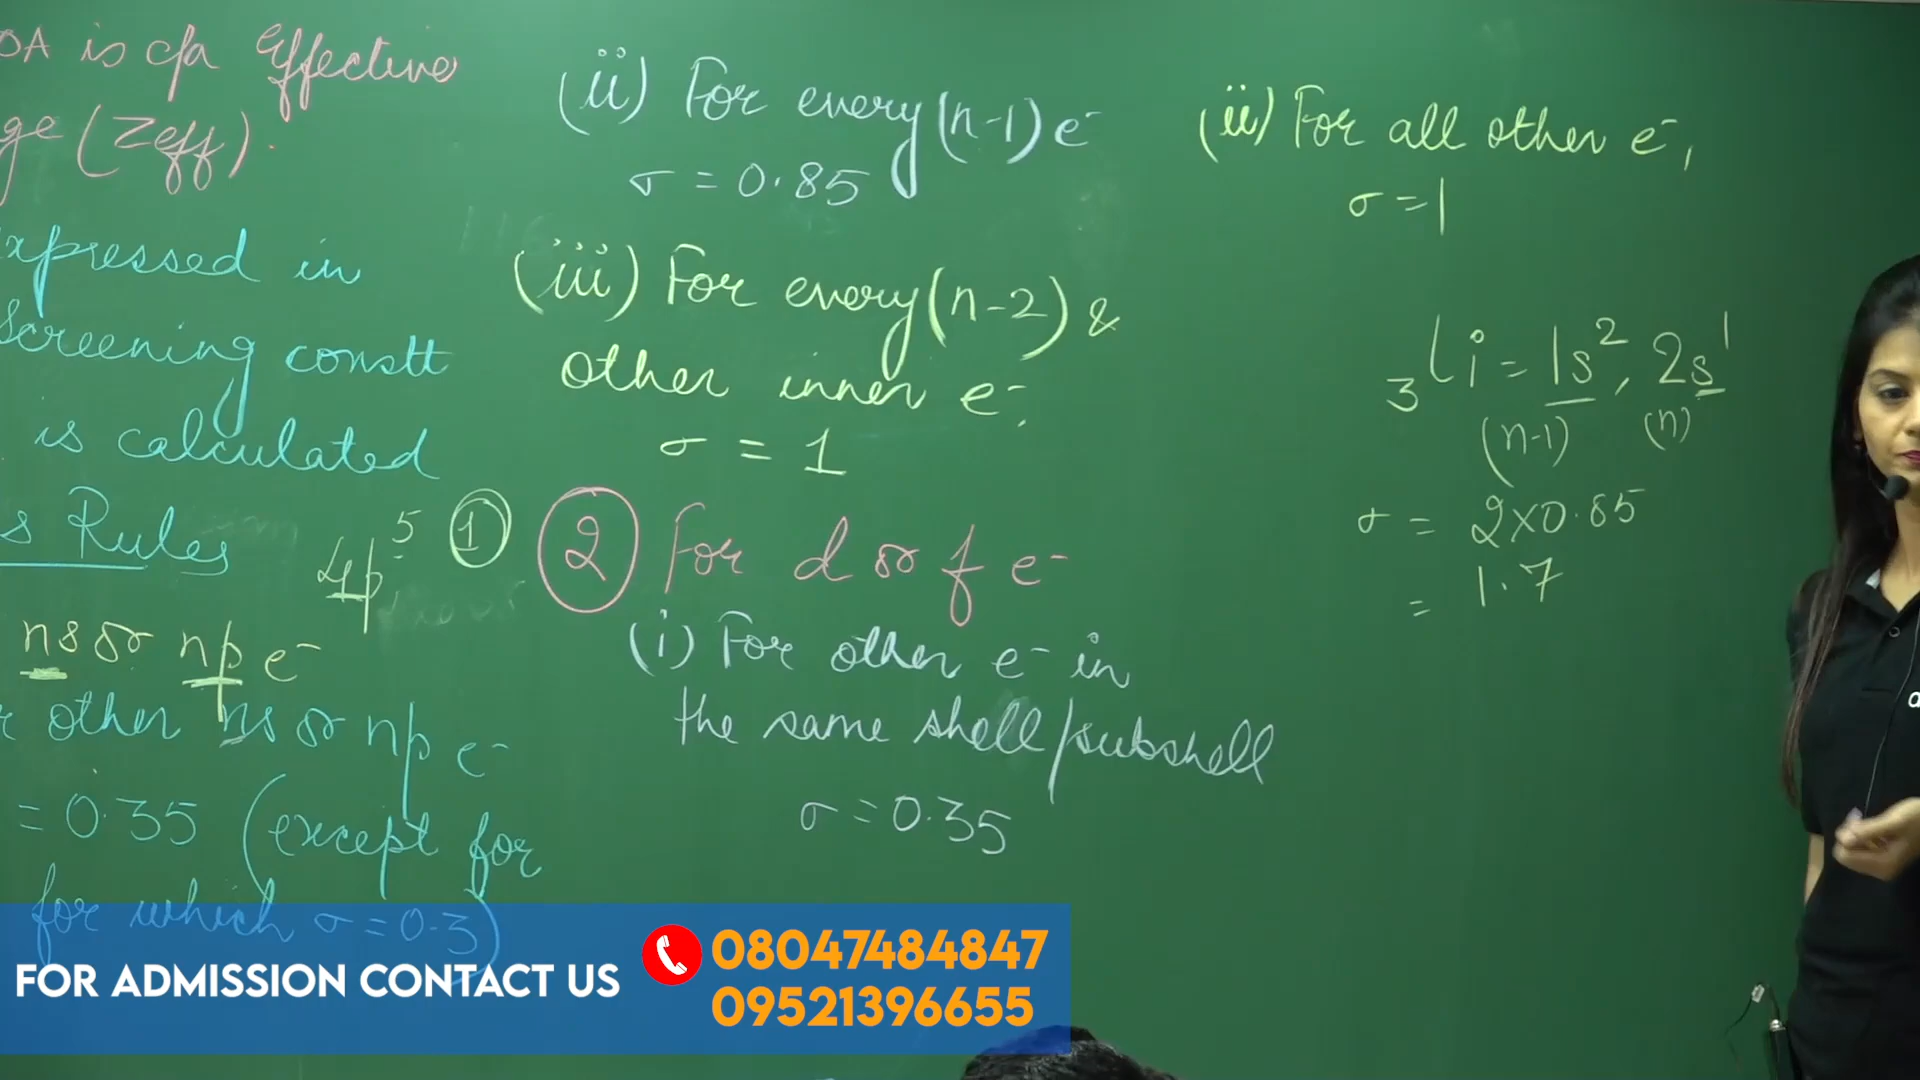 OA is c/a Effective
ge (Zeff).
xpressed in
Screening constt
is calculated
s Rules
4p⁵ ①
ns or np e⁻
other ns or np e⁻
= 0.35 (except for
for which σ = 0.3)
(ii) For every (n-1) e⁻
σ = 0.85
(iii) For every (n-2) &
other inner e⁻.
σ = 1
② For d or f e⁻
(i) For other e⁻ in
the same shell/subshell
σ = 0.35
(ii) For all other e⁻,
σ = 1
₃Li = 1s², 2s¹
(n-1) (n)
σ = 2×0.85
= 1.7
FOR ADMISSION CONTACT US
08047484847
09521396655